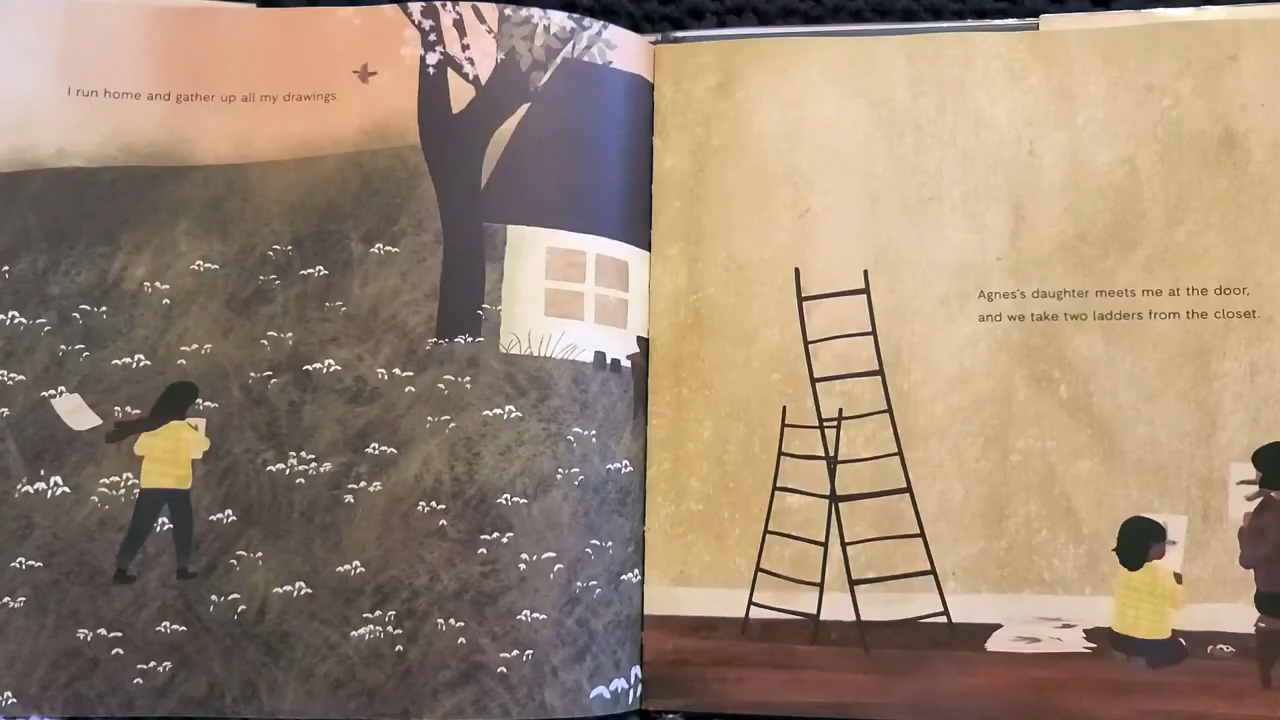 I run home and gather up all my drawings.
Agnes's daughter meets me at the door,
and we take two ladders from the closet.